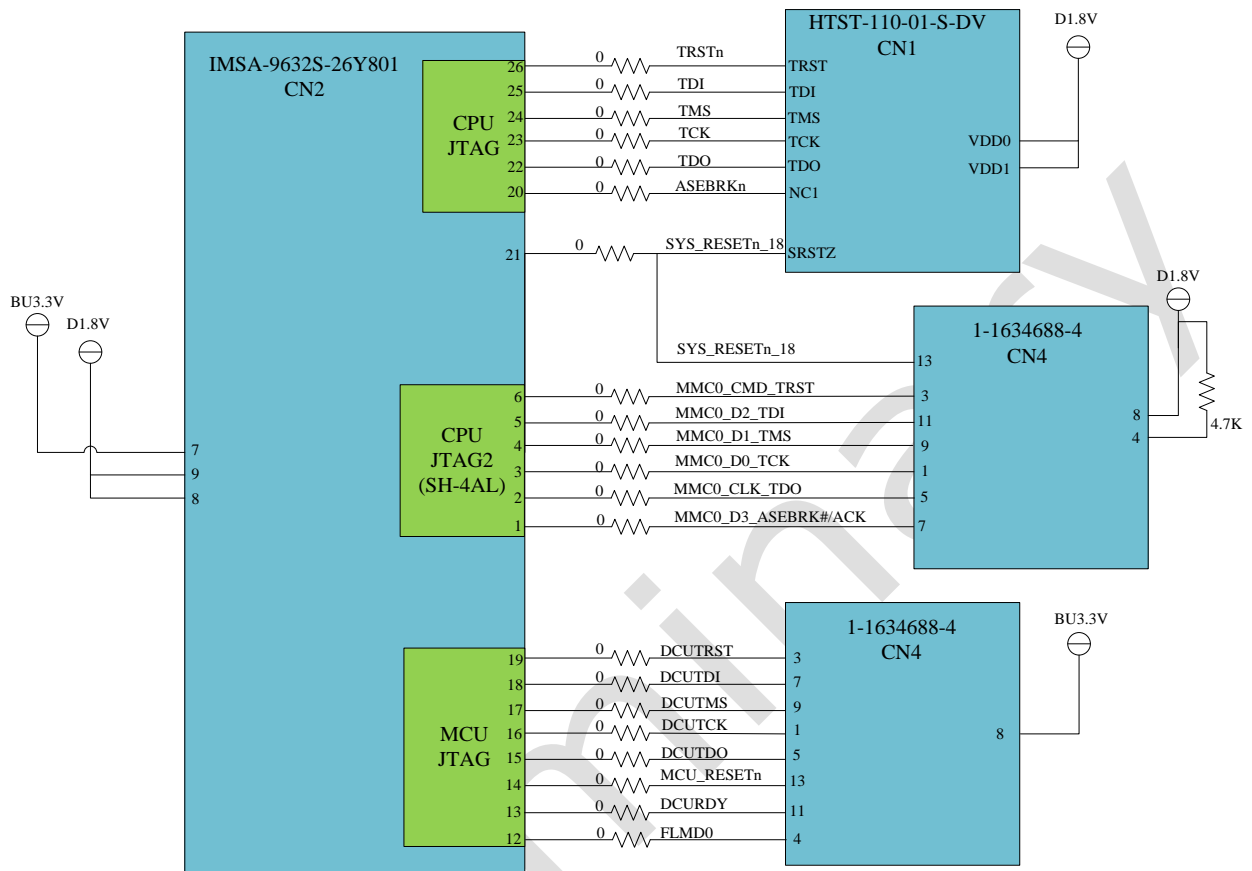 IMSA-9632S-26Y801
CN2
HTST-110-01-S-DV
CN1
D1.8V
CPU
JTAG
26
0
TRSTn
TRST
25
0
TDI
TDI
24
0
TMS
TMS
23
0
TCK
TCK
22
0
TDO
TDO
20
0
ASEBRKn
NC1
VDD0
VDD1
21
0
SYS_RESETn_18
SRSTZ
BU3.3V
D1.8V
7
9
8
D1.8V
1-1634688-4
CN4
SYS_RESETn_18
13
CPU
JTAG2
(SH-4AL)
6
0
MMC0_CMD_TRST
3
5
0
MMC0_D2_TDI
11
4
0
MMC0_D1_TMS
9
3
0
MMC0_D0_TCK
1
2
0
MMC0_CLK_TDO
5
1
0
MMC0_D3_ASEBRK#/ACK
7
8
4
4.7K
1-1634688-4
CN4
BU3.3V
MCU
JTAG
19
0
DCUTRST
3
18
0
DCUTDI
7
17
0
DCUTMS
9
16
0
DCUTCK
1
15
0
DCUTDO
5
14
0
MCU_RESETn
13
13
0
DCURDY
11
12
0
FLMD0
4
8